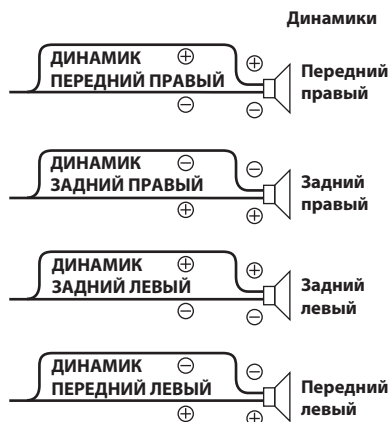 Динамики
ДИНАМИК ⊕
ПЕРЕДНИЙ ПРАВЫЙ
⊖
⊕
⊖
Передний
правый
ДИНАМИК ⊖
ЗАДНИЙ ПРАВЫЙ
⊕
⊖
⊕
Задний
правый
ДИНАМИК ⊕
ЗАДНИЙ ЛЕВЫЙ
⊖
⊕
⊖
Задний
левый
ДИНАМИК ⊖
ПЕРЕДНИЙ ЛЕВЫЙ
⊕
⊖
⊕
Передний
левый